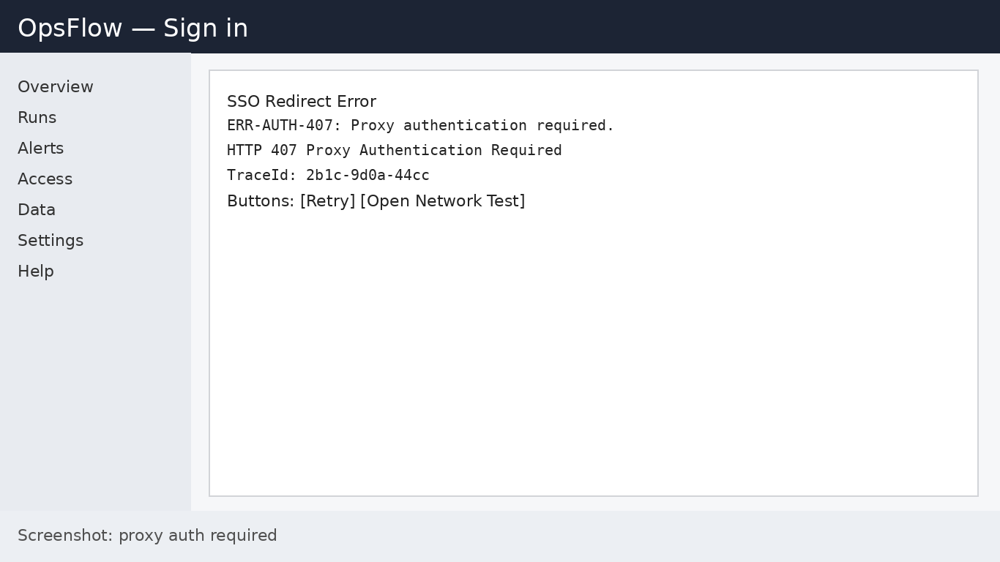 OpsFlow — Sign in
Overview
Runs
Alerts
Access
Data
Settings
Help
SSO Redirect Error
ERR-AUTH-407: Proxy authentication required.
HTTP 407 Proxy Authentication Required
TraceId: 2b1c-9d0a-44cc
Buttons: [Retry] [Open Network Test]
Screenshot: proxy auth required